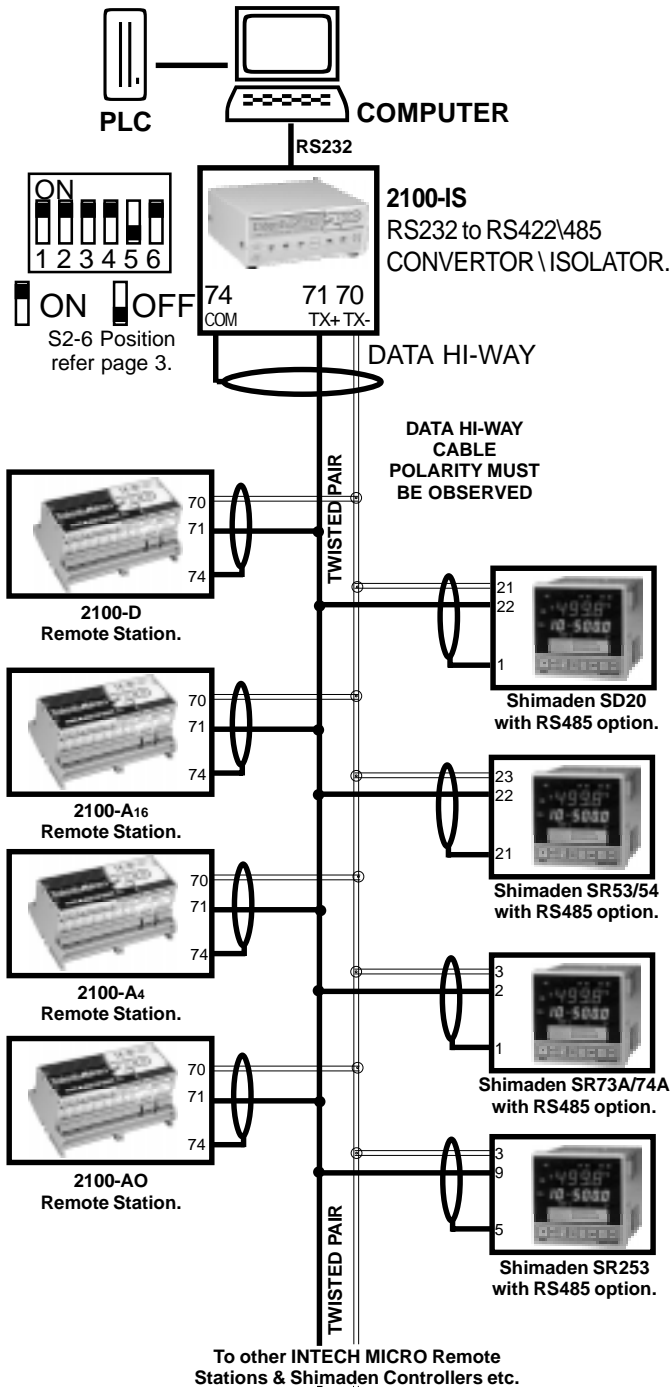 PLC
COMPUTER
RS232
ON
1 2 3 4 5 6
ON OFF
S2-6 Position
refer page 3.
2100-IS
RS232 to RS422\485
CONVERTOR \ ISOLATOR.
74 71 70
COM TX+ TX-
DATA HI-WAY
DATA HI-WAY
CABLE
POLARITY MUST
BE OBSERVED
TWISTED PAIR
70
71
74
2100-D
Remote Station.
21
22
1
Shimaden SD20
with RS485 option.
70
71
74
2100-A16
Remote Station.
23
22
21
Shimaden SR53/54
with RS485 option.
70
71
74
2100-A4
Remote Station.
3
2
1
Shimaden SR73A/74A
with RS485 option.
70
71
74
2100-AO
Remote Station.
3
9
5
Shimaden SR253
with RS485 option.
TWISTED PAIR
To other INTECH MICRO Remote
Stations & Shimaden Controllers etc.